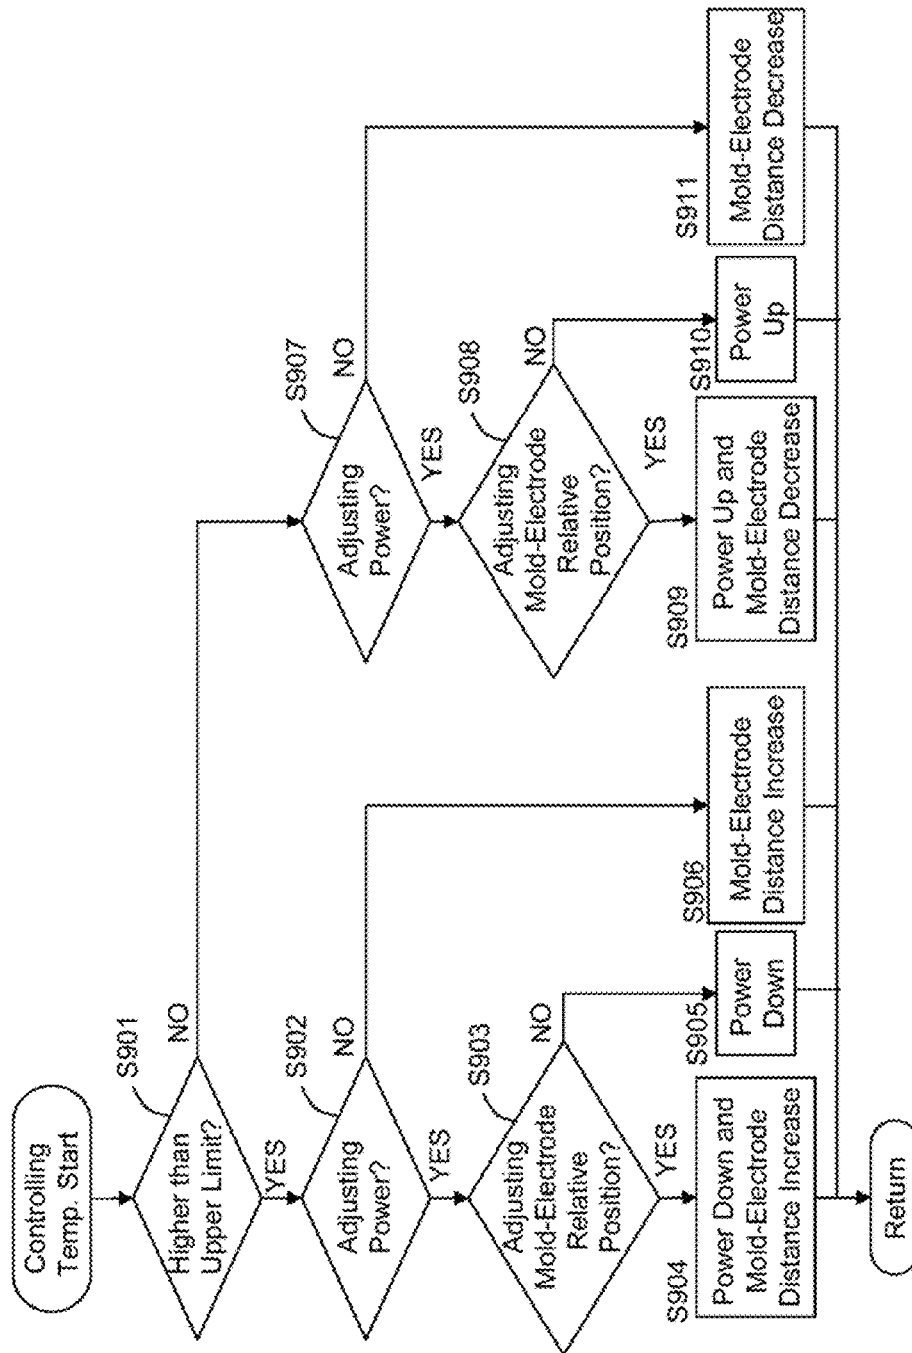 Controlling
Temp. Start
S901
Higher than
Upper Limit?
NO
YES
S902
Adjusting
Power?
NO
YES
S903
Adjusting
Mold-Electrode
Relative
Position?
NO
YES
S904
Power Down and
Mold-Electrode
Distance Increase
S905
Power
Down
S906
Mold-Electrode
Distance Increase
S907
Adjusting
Power?
NO
YES
S908
Adjusting
Mold-Electrode
Relative
Position?
NO
YES
S909
Power Up and
Mold-Electrode
Distance Decrease
S910
Power
Up
S911
Mold-Electrode
Distance Decrease
Return